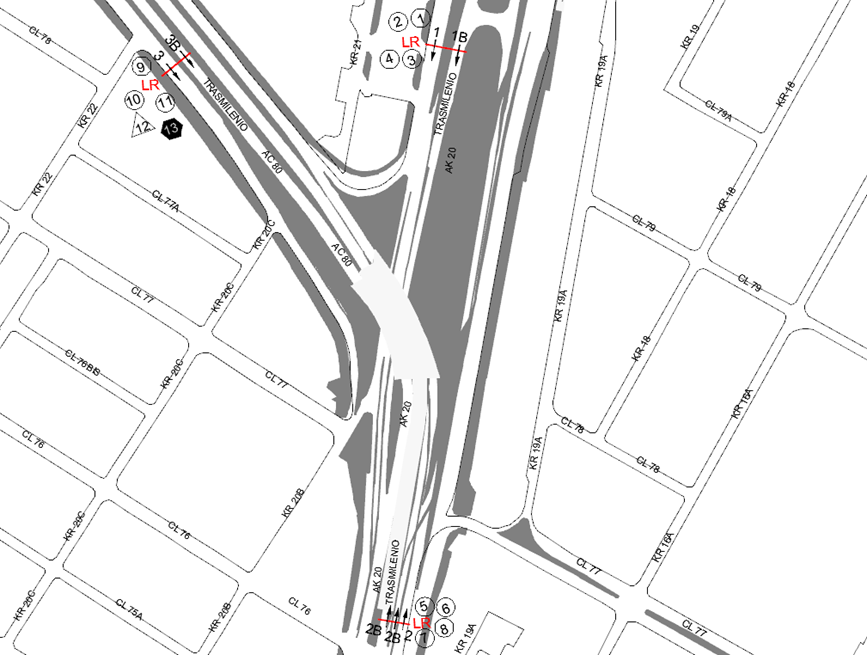 CL 78
3B
3
9
LR
10
11
12
13
KR 22
KR 22
TRASMILENIO
AC 80
AC 80
KR-21
2
1
LR
4
3
1
1B
TRASMILENIO
AK 20
KR 19
KR 19A
CL-79A
KR-18
KR-18
CL-79
CL-79
CL-77A
KR 20C
KR-20C
CL-77
CL-76BIS
KR-20C
CL-77
CL-76
KR 19A
KR-18
KR 16A
CL-78
CL-78
KR 19A
AK 20
KR 20B
KR-20C
CL-76
KR 16A
CL-77
KR-20C
CL-75A
KR-20B
CL-76
AK 20
TRASMILENIO
5
6
LR
7
8
2B
2B
2
KR 19A
CL-77